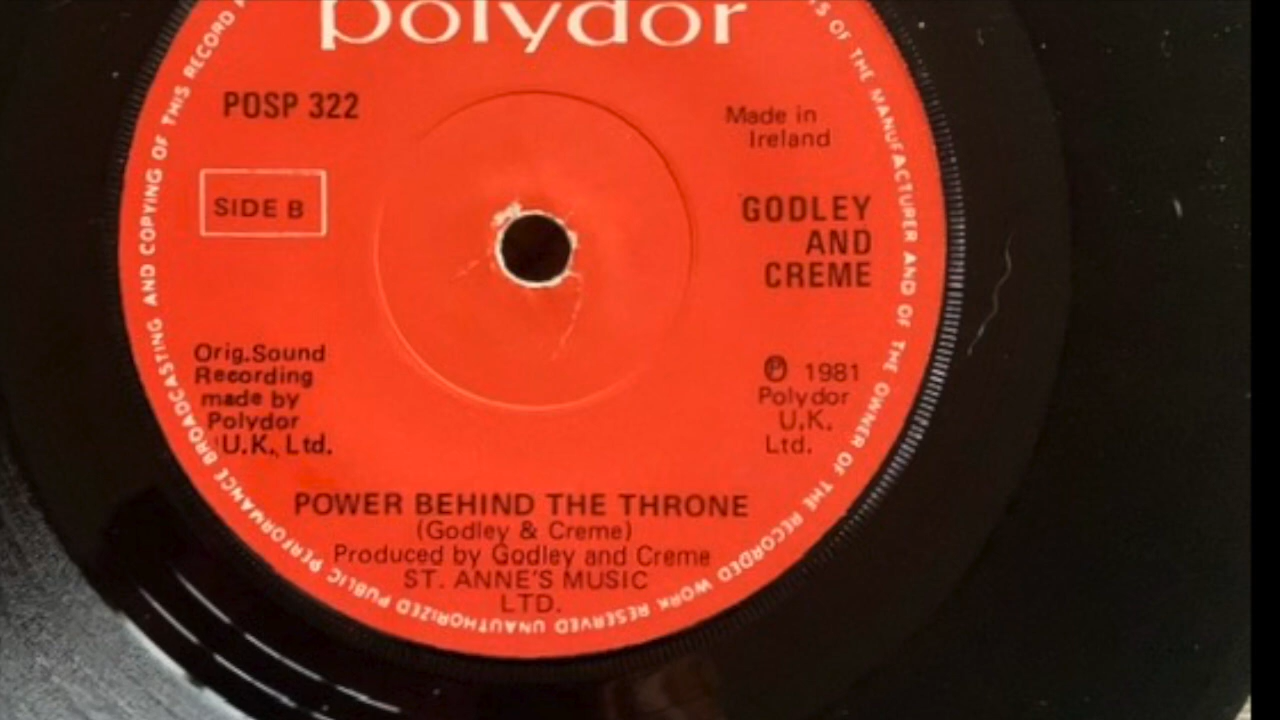 polydor
POSP 322
Made in
Ireland
SIDE B
GODLEY
AND
CREME
Orig.Sound
Recording
made by
Polydor
U.K. Ltd.
℗ 1981
Polydor
U.K.
Ltd.
POWER BEHIND THE THRONE
(Godley & Creme)
Produced by Godley and Creme
ST. ANNE'S MUSIC
LTD.
OF THE MANUFACTURER AND OF THE OWNER OF THE RECORDED WORK RESERVED UNAUTHORIZED PUBLIC PERFORMANCE BROADCASTING AND COPYING OF THIS RECORD